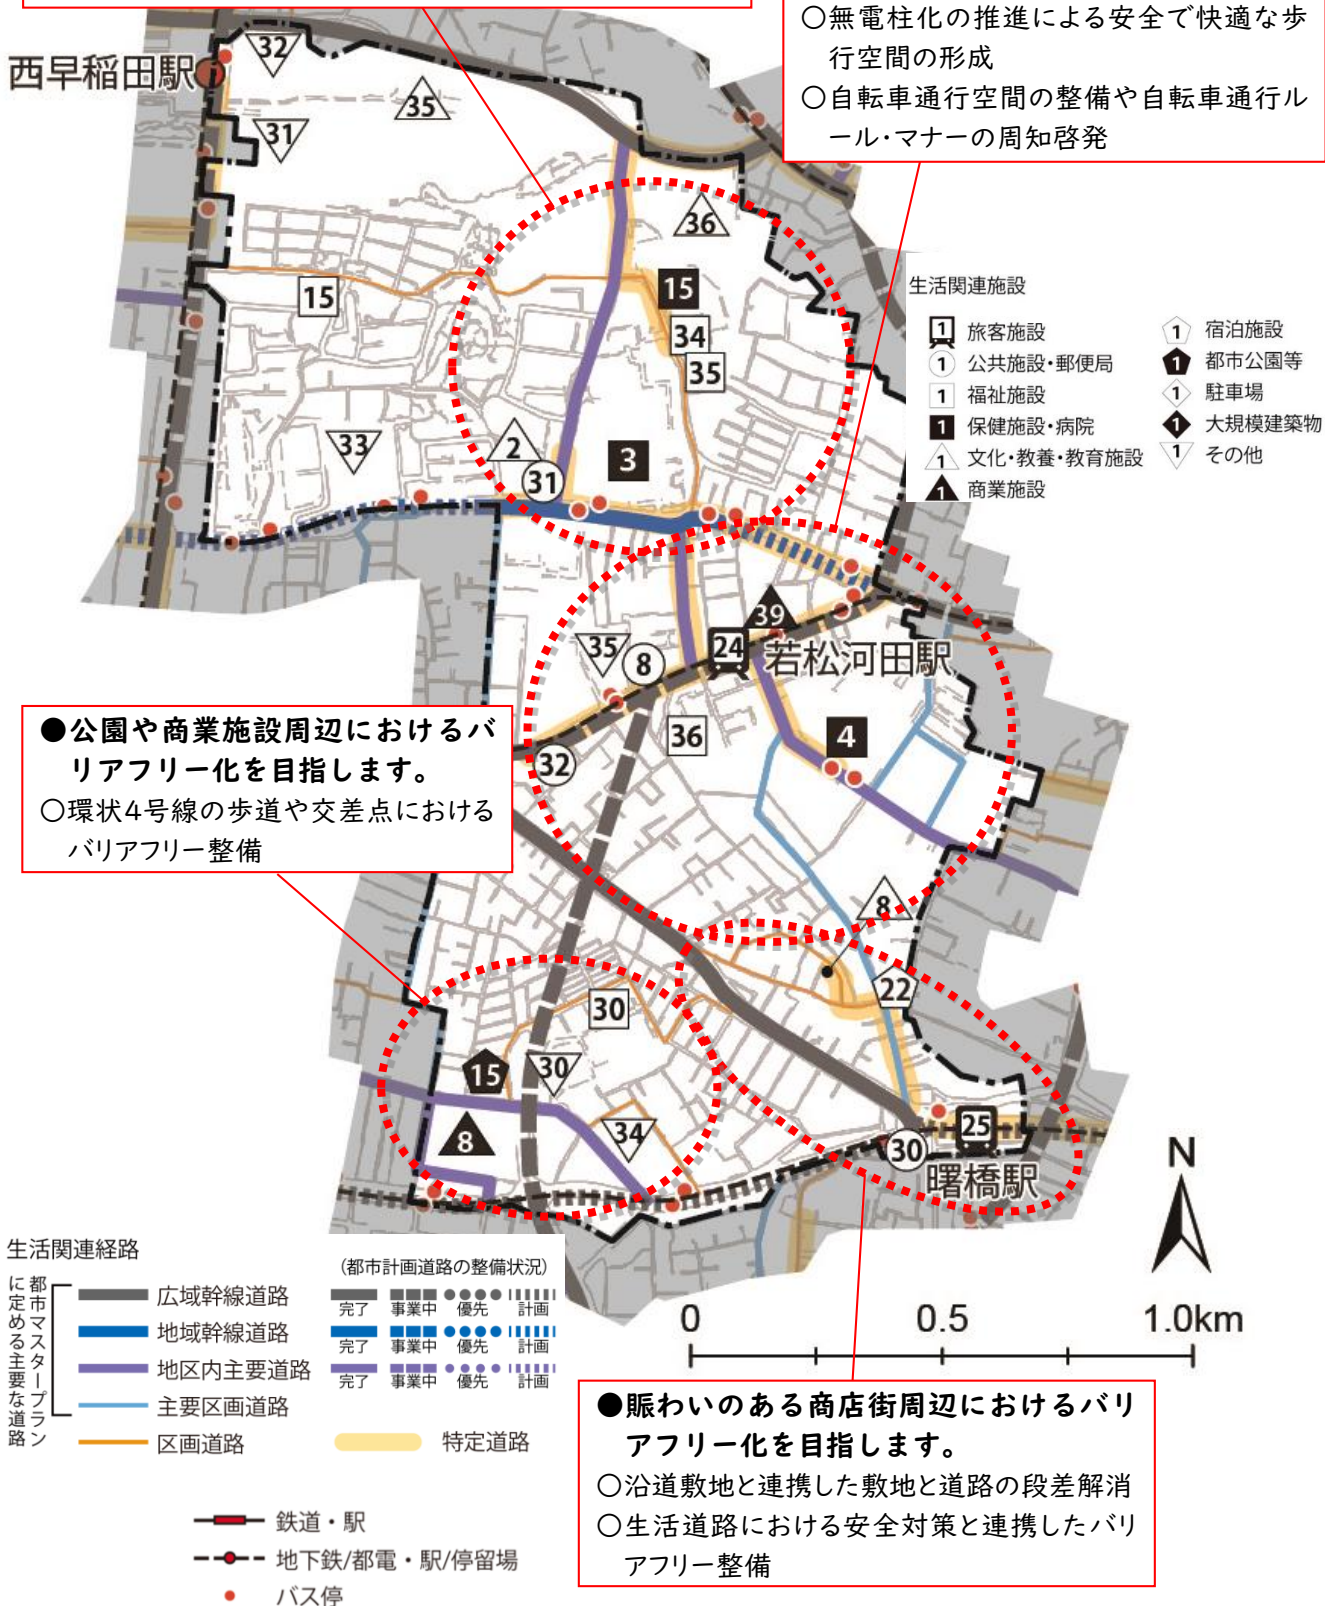 ○無電柱化の推進による安全で快適な歩
行空間の形成
○自転車通行空間の整備や自転車通行ル
ール・マナーの周知啓発
西早稲田駅
32
35
31
36
生活関連施設
15
15
34
35
1 旅客施設
1 公共施設・郵便局
1 福祉施設
1 保健施設・病院
1 文化・教養・教育施設
1 商業施設
1 宿泊施設
1 都市公園等
1 駐車場
1 大規模建築物
1 その他
33
2
3
31
39
35
8
24
若松河田駅
36
4
32
●公園や商業施設周辺におけるバ
リアフリー化を目指します。
○環状4号線の歩道や交差点における
バリアフリー整備
8
22
30
15
30
8
34
25
30
曙橋駅
N
生活関連経路
都市マスタープラン
に定める主要な道路
広域幹線道路
地域幹線道路
地区内主要道路
主要区画道路
区画道路
(都市計画道路の整備状況)
完了 事業中 優先 計画
完了 事業中 優先 計画
完了 事業中 優先 計画
特定道路
0 0.5 1.0km
鉄道・駅
地下鉄/都電・駅/停留場
バス停
●賑わいのある商店街周辺におけるバリ
アフリー化を目指します。
○沿道敷地と連携した敷地と道路の段差解消
○生活道路における安全対策と連携したバリ
アフリー整備